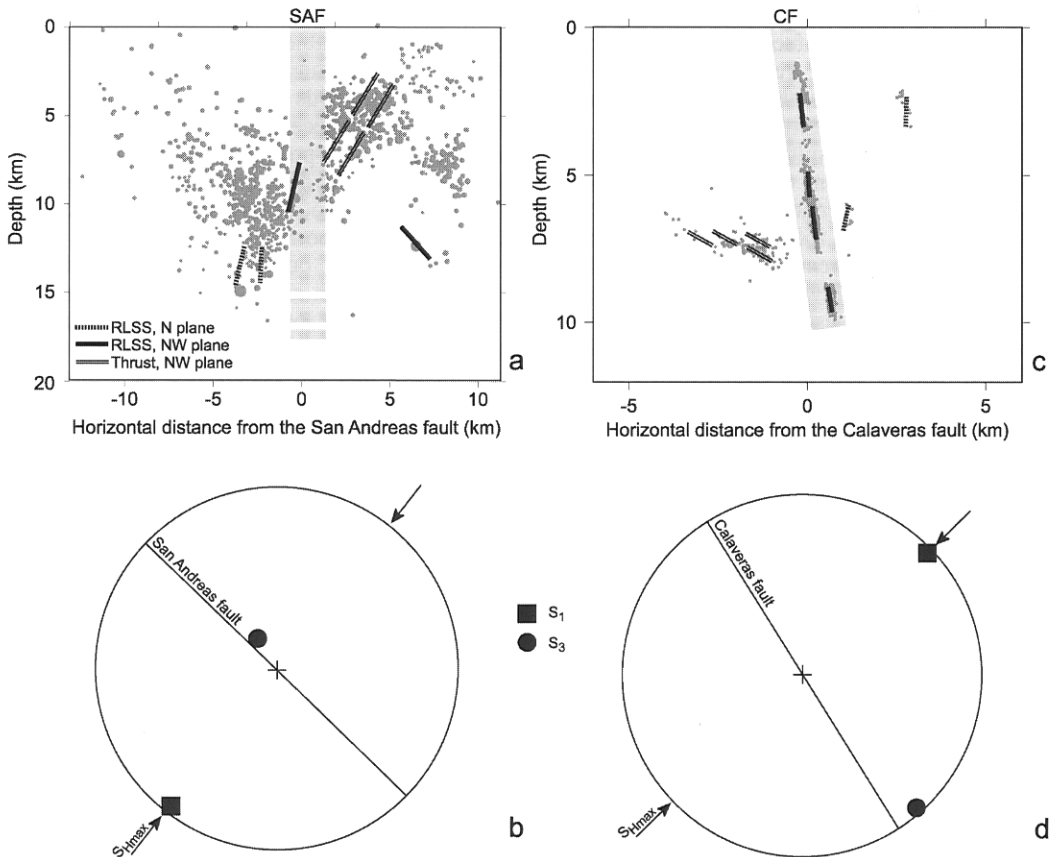 SAF
0
5
10
15
20
Depth (km)
RLSS, N plane
RLSS, NW plane
Thrust, NW plane
a
-10
-5
0
5
10
Horizontal distance from the San Andreas fault (km)
CF
0
5
10
Depth (km)
c
-5
0
5
Horizontal distance from the Calaveras fault (km)
San Andreas fault
SHmax
b
S1
S3
Calaveras fault
SHmax
d